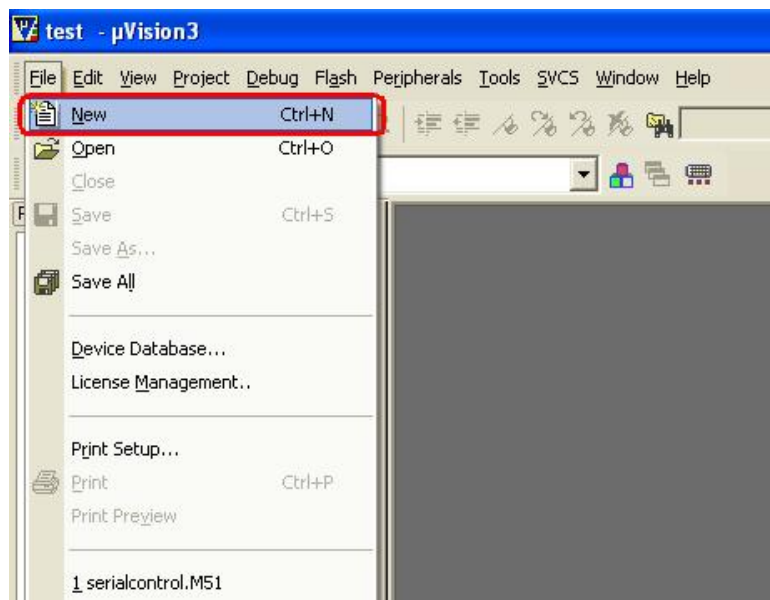 test - µVision3
File Edit View Project Debug Flash Peripherals Tools SVCS Window Help
New Ctrl+N
Open Ctrl+O
Close
Save Ctrl+S
Save As...
Save All
Device Database...
License Management..
Print Setup...
Print Ctrl+P
Print Preview
1 serialcontrol.M51